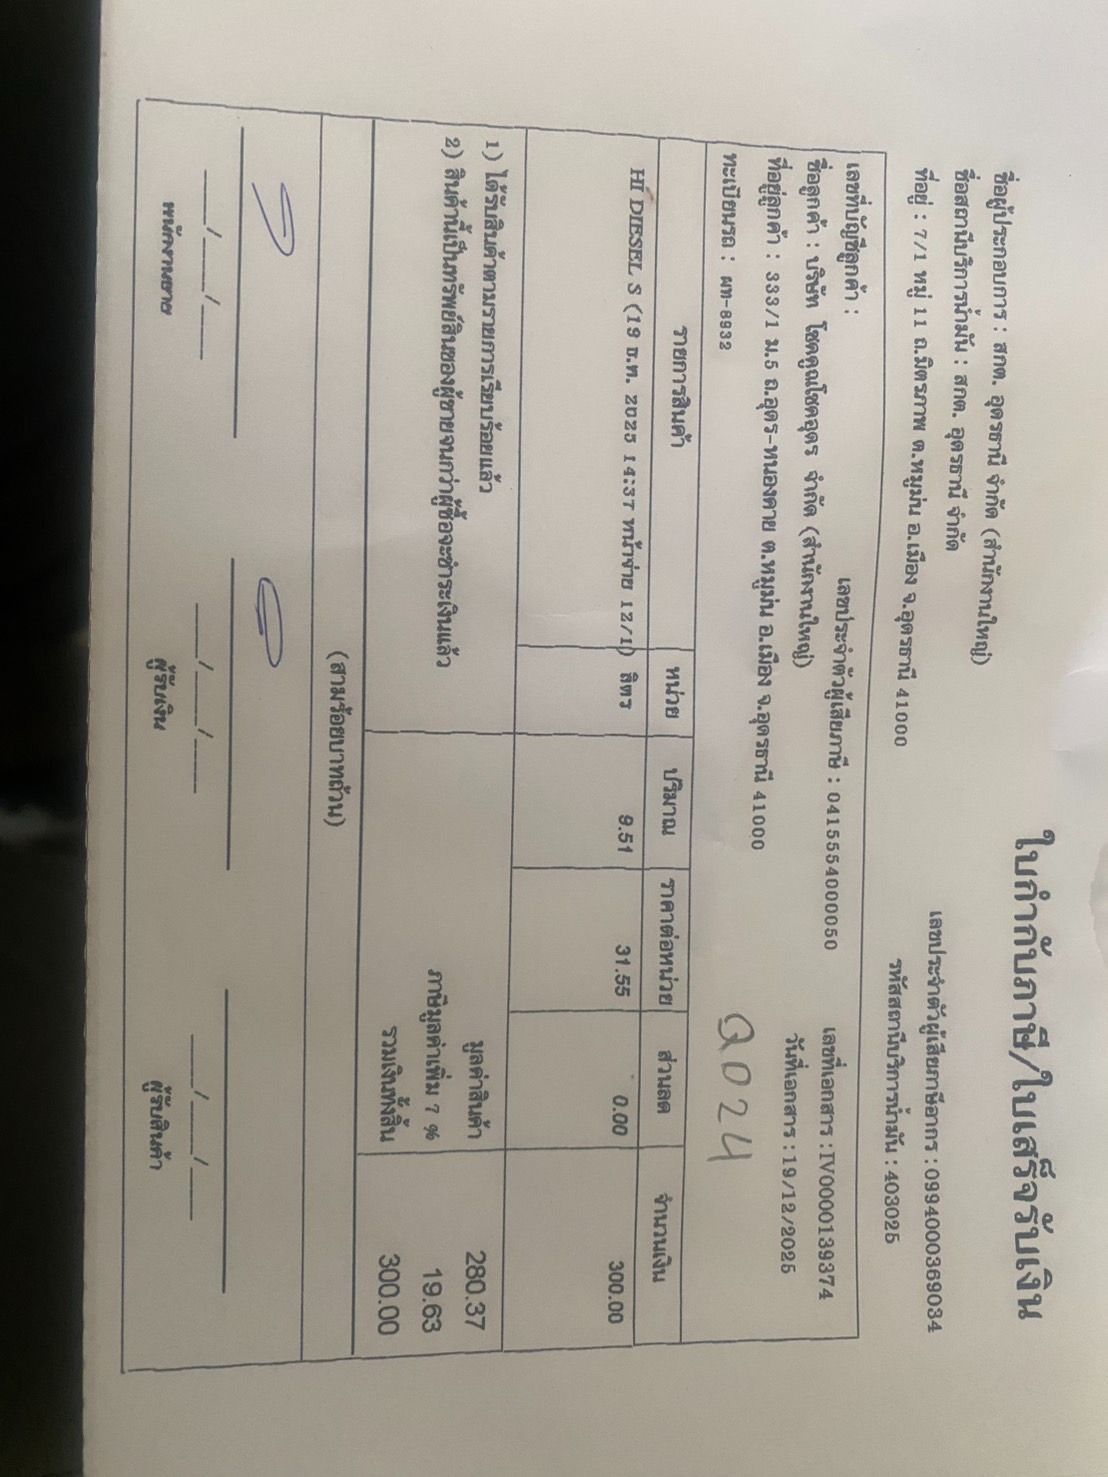 ใบกำกับภาษี/ใบเสร็จรับเงิน
ชื่อผู้ประกอบการ : สกต. อุดรธานี จำกัด (สำนักงานใหญ่)
เลขประจำตัวผู้เสียภาษีอากร : 0994000369034
ชื่อสถานีบริการน้ำมัน : สกต. อุดรธานี จำกัด
รหัสสถานีบริการน้ำมัน : 403025
ที่อยู่ : 7/1 หมู่ 11 ถ.มิตรภาพ ต.หมูม่น อ.เมือง จ.อุดรธานี 41000
เลขที่บัญชีลูกค้า : เลขประจำตัวผู้เสียภาษี : 0415554000050 เลขที่เอกสาร : IV0000139374
ชื่อลูกค้า : บริษัท โชคคูณโชคอุดร จำกัด (สำนักงานใหญ่) วันที่เอกสาร : 19/12/2025
ที่อยู่ลูกค้า : 333/1 ม.5 ถ.อุดร-หนองคาย ต.หมูม่น อ.เมือง จ.อุดรธานี 41000
ทะเบียนรถ : ผท-8932 Q024
รายการสินค้า หน่วย ปริมาณ ราคาต่อหน่วย ส่วนลด จำนวนเงิน
HI DIESEL S (19 ธ.ค. 2025 14:37 หน้าจ่าย 12/1) ลิตร 9.51 31.55 0.00 300.00
1) ได้รับสินค้าตามรายการเรียบร้อยแล้ว มูลค่าสินค้า 280.37
2) สินค้านี้เป็นทรัพย์สินของผู้ขายจนกว่าผู้ซื้อจะชำระเงินแล้ว ภาษีมูลค่าเพิ่ม 7 % 19.63
รวมเงินทั้งสิ้น 300.00
(สามร้อยบาทถ้วน)
___/___/___ ___/___/___ ___/___/___
พนักงานขาย ผู้รับเงิน ผู้รับสินค้า